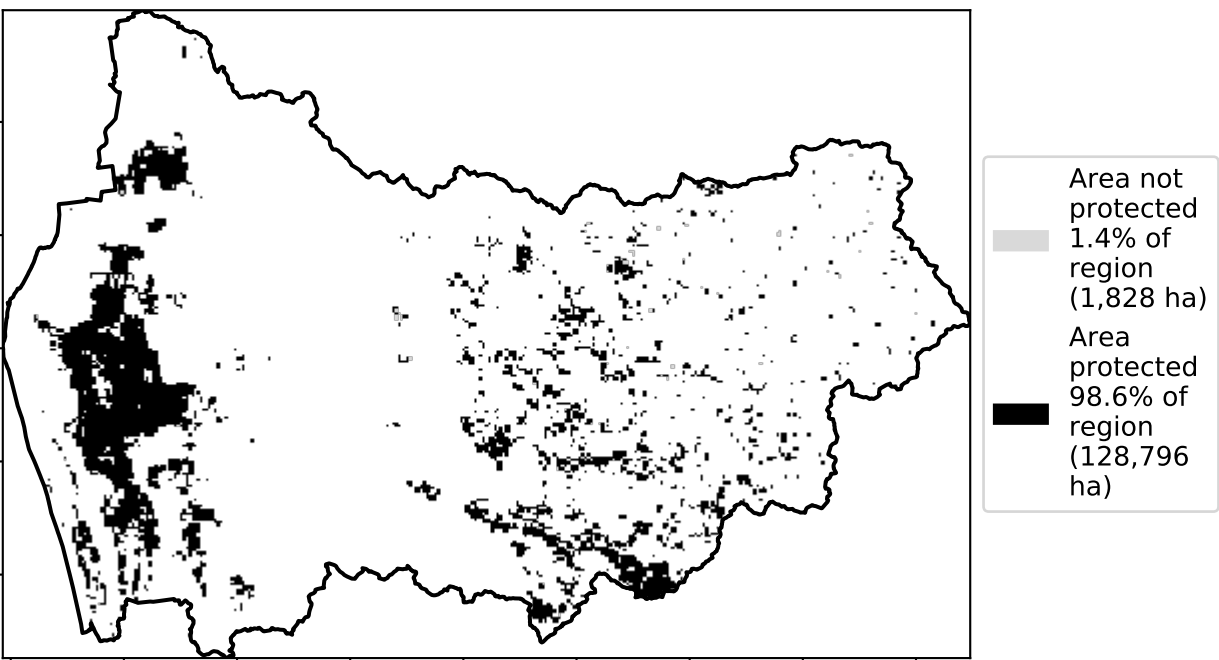 Area not
protected
1.4% of
region
(1,828 ha)
Area
protected
98.6% of
region
(128,796
ha)